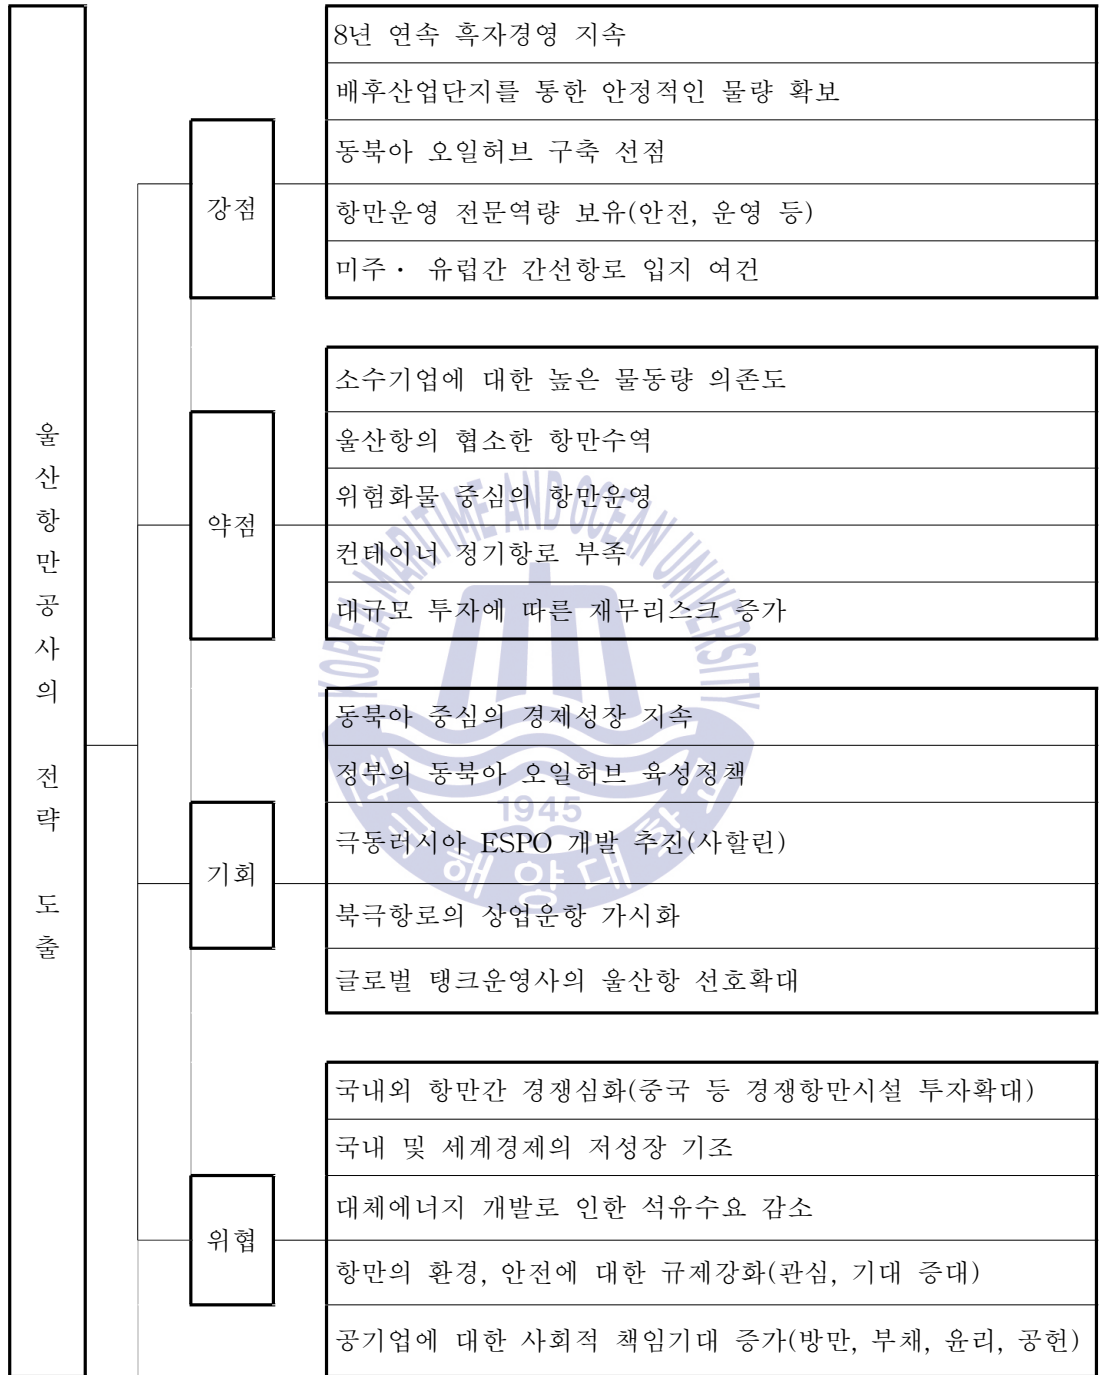 울산항만공사의 전략 도출
강점
8년 연속 흑자경영 지속
배후산업단지를 통한 안정적인 물량 확보
동북아 오일허브 구축 선점
항만운영 전문역량 보유(안전, 운영 등)
미주· 유럽간 간선항로 입지 여건
약점
소수기업에 대한 높은 물동량 의존도
울산항의 협소한 항만수역
위험화물 중심의 항만운영
컨테이너 정기항로 부족
대규모 투자에 따른 재무리스크 증가
기회
동북아 중심의 경제성장 지속
정부의 동북아 오일허브 육성정책
극동러시아 ESPO 개발 추진(사할린)
북극항로의 상업운항 가시화
글로벌 탱크운영사의 울산항 선호확대
위협
국내외 항만간 경쟁심화(중국 등 경쟁항만시설 투자확대)
국내 및 세계경제의 저성장 기조
대체에너지 개발로 인한 석유수요 감소
항만의 환경, 안전에 대한 규제강화(관심, 기대 증대)
공기업에 대한 사회적 책임기대 증가(방만, 부채, 윤리, 공헌)
KOREA MARITIME AND OCEAN UNIVERSITY
1945
한국해양대학교